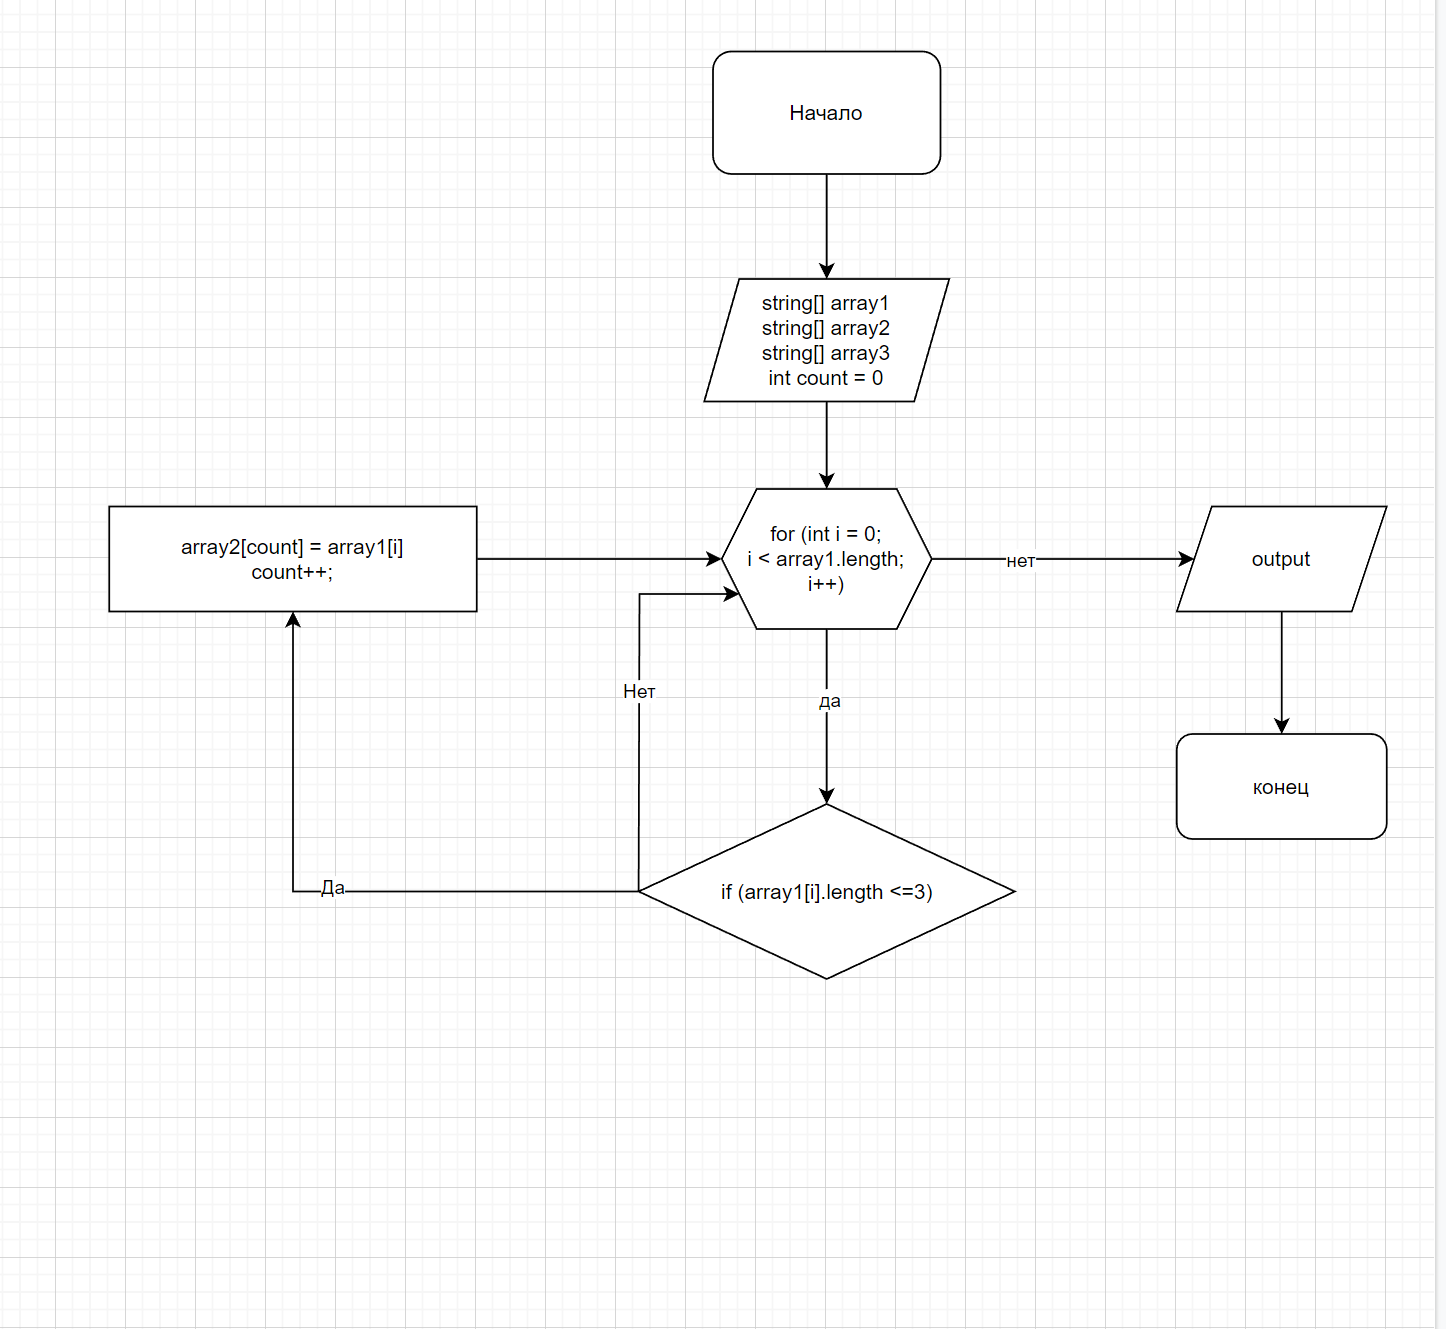 Начало
string[] array1
string[] array2
string[] array3
int count = 0
array2[count] = array1[i]
count++;
for (int i = 0;
i < array1.length;
i++)
нет
output
Нет
да
конец
Да
if (array1[i].length <=3)